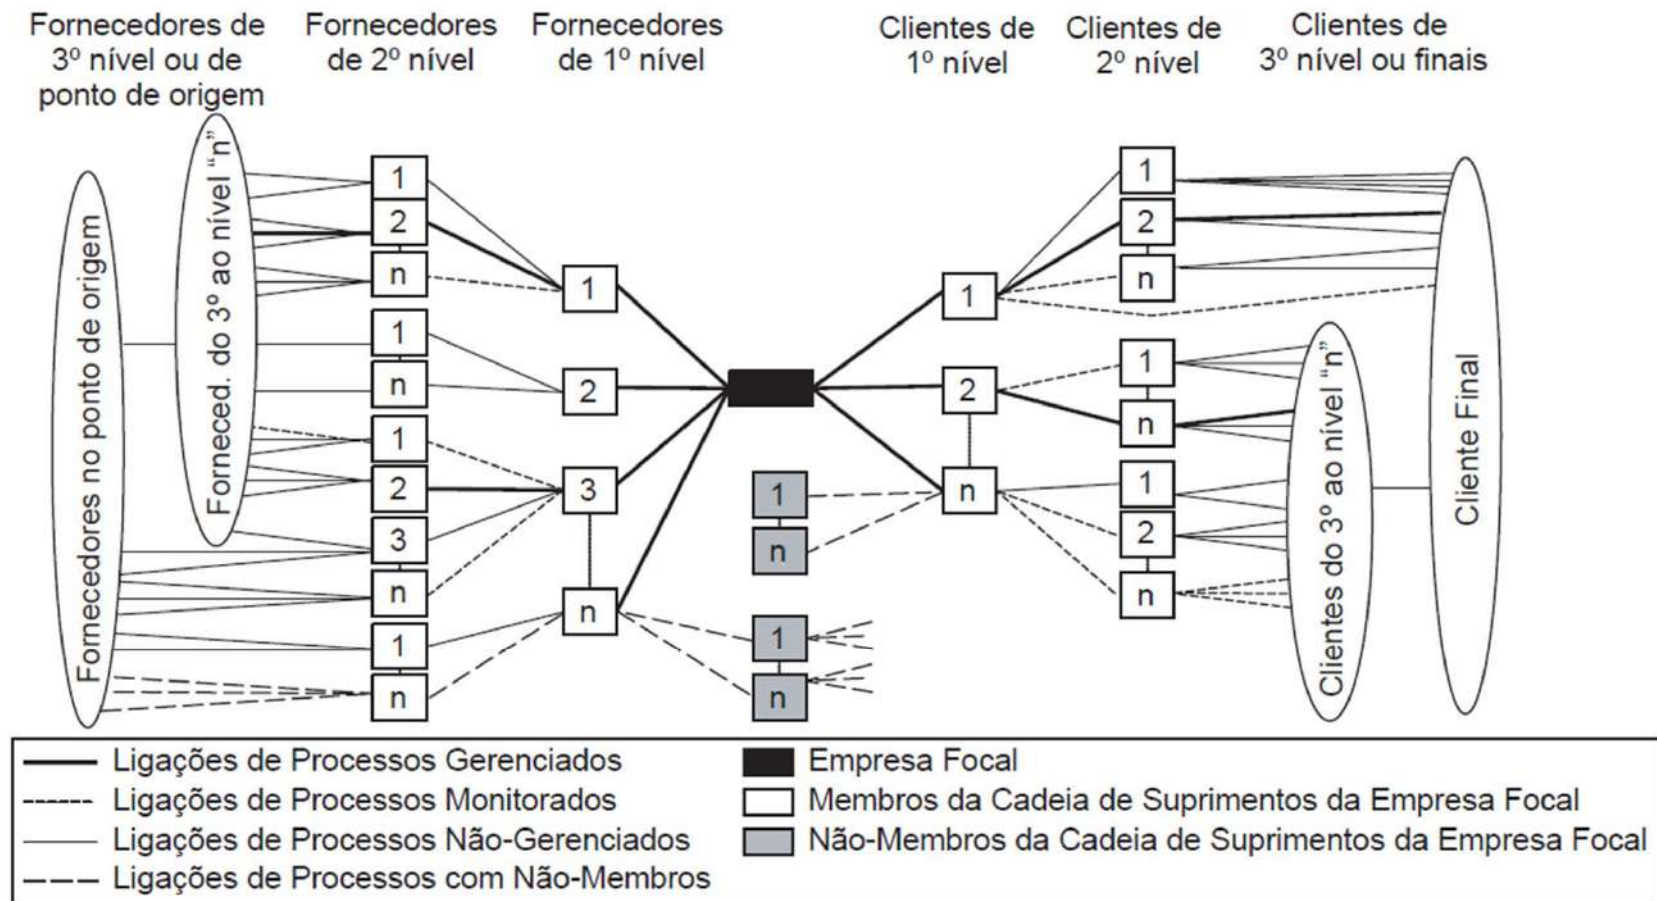 Fornecedores de
3º nível ou de
ponto de origem
Fornecedores
de 2º nível
Fornecedores
de 1º nível
Clientes de
1º nível
Clientes de
2º nível
Clientes de
3º nível ou finais
Fornecedores no ponto de origem
Forneced. do 3º ao nível “n”
1
2
n
1
n
1
2
3
n
1
n
1
2
3
n
1
n
1
n
1
2
n
1
2
n
1
n
1
2
n
Clientes do 3º ao nível “n”
Cliente Final
Ligações de Processos Gerenciados
Ligações de Processos Monitorados
Ligações de Processos Não-Gerenciados
Ligações de Processos com Não-Membros
Empresa Focal
Membros da Cadeia de Suprimentos da Empresa Focal
Não-Membros da Cadeia de Suprimentos da Empresa Focal